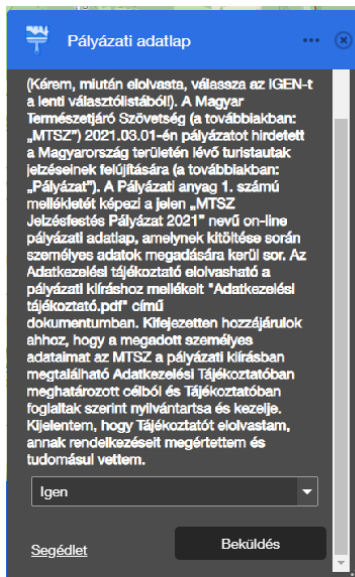 Pályázati adatlap
(Kérem, miután elolvasta, válassza az IGEN-t
a lenti választólistából!). A Magyar
Természetjáró Szövetség (a továbbiakban:
„MTSZ”) 2021.03.01-én pályázatot hirdetett
a Magyarország területén lévő turistautak
jelzéseinek felújítására (a továbbiakban:
„Pályázat”). A Pályázati anyag 1. számú
mellékletét képezi a jelen „MTSZ
Jelzésfestés Pályázat 2021” nevű on-line
pályázati adatlap, amelynek kitöltése során
személyes adatok megadására kerül sor. Az
Adatkezelési tájékoztató elolvasható a
pályázati kiíráshoz mellékelt "Adatkezelési
tájékoztató.pdf" című
dokumentumban. Kifejezetten hozzájárulok
ahhoz, hogy a megadott személyes
adataimat az MTSZ a pályázati kiírásban
megtalálható Adatkezelési Tájékoztatóban
meghatározott célból és Tájékoztatóban
foglaltak szerint nyilvántartsa és kezelje.
Kijelentem, hogy Tájékoztatót elolvastam,
annak rendelkezéseit megértettem és
tudomásul vettem.
Igen
Segédlet
Beküldés